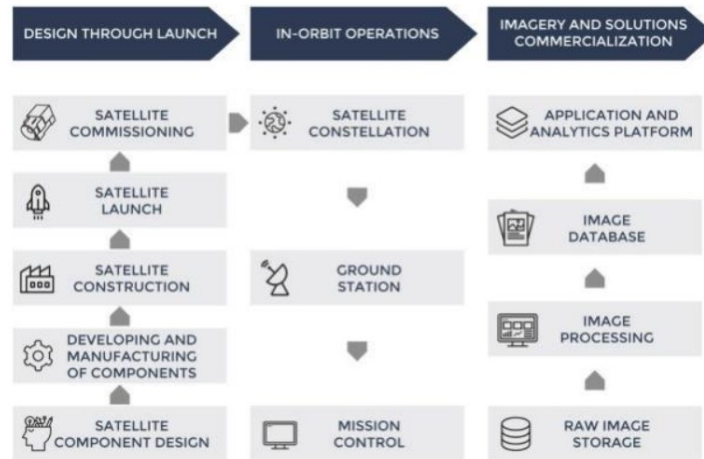 DESIGN THROUGH LAUNCH
IN-ORBIT OPERATIONS
IMAGERY AND SOLUTIONS
COMMERCIALIZATION
SATELLITE
COMMISSIONING
SATELLITE
LAUNCH
SATELLITE
CONSTRUCTION
DEVELOPING AND
MANUFACTURING
OF COMPONENTS
SATELLITE
COMPONENT DESIGN
SATELLITE
CONSTELLATION
GROUND
STATION
MISSION
CONTROL
APPLICATION AND
ANALYTICS PLATFORM
IMAGE
DATABASE
IMAGE
PROCESSING
RAW IMAGE
STORAGE